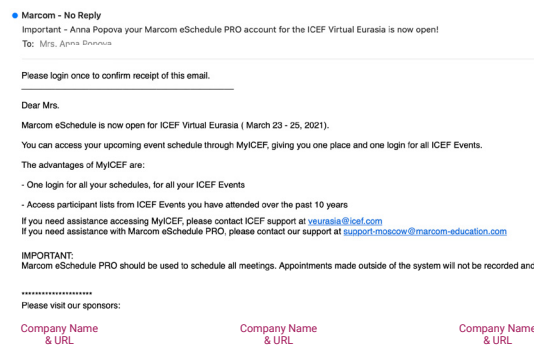 Marcom - No Reply
Important - Anna Popova your Marcom eSchedule PRO account for the ICEF Virtual Eurasia is now open!
To: Mrs. Anna Popova
Please login once to confirm receipt of this email.
Dear Mrs.
Marcom eSchedule is now open for ICEF Virtual Eurasia ( March 23 - 25, 2021).
You can access your upcoming event schedule through MyICEF, giving you one place and one login for all ICEF Events.
The advantages of MyICEF are:
- One login for all your schedules, for all your ICEF Events
- Access participant lists from ICEF Events you have attended over the past 10 years
If you need assistance accessing MyICEF, please contact ICEF support at veurasia@icef.com
If you need assistance with Marcom eSchedule PRO, please contact our support at support-moscow@marcom-education.com
IMPORTANT:
Marcom eSchedule PRO should be used to schedule all meetings. Appointments made outside of the system will not be recorded and
*********************
Please visit our sponsors:
Company Name Company Name Company Name
& URL & URL & URL